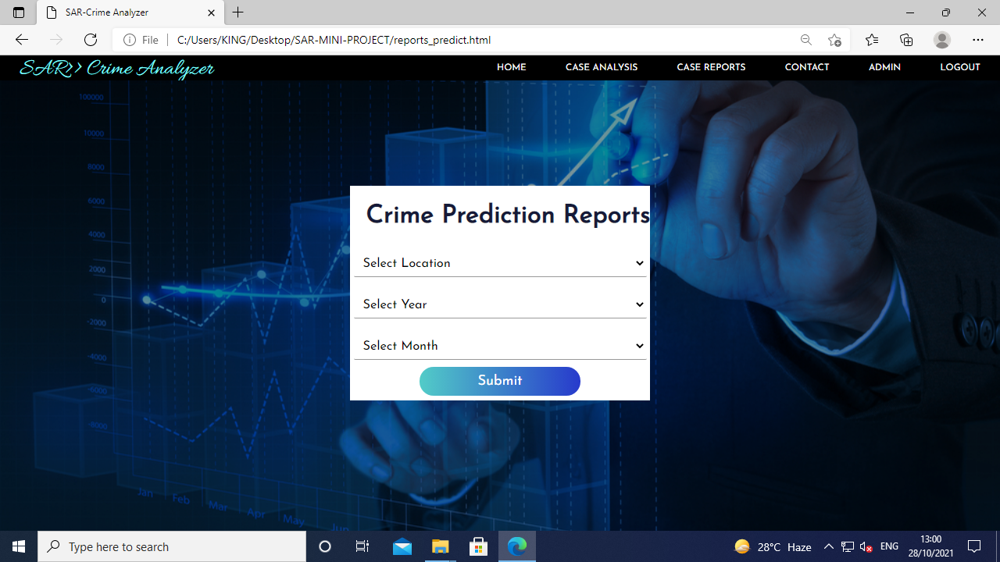 SAR-Crime Analyzer
File
C:/Users/KING/Desktop/SAR-MINI-PROJECT/reports_predict.html
SAR>> Crime Analyzer
HOME CASE ANALYSIS CASE REPORTS CONTACT ADMIN LOGOUT
100000
10000
8000
6000
4000
2000
0
-2000
-4000
-6000
-8000
Jan Feb Mar Apr May Jun
Crime Prediction Reports
Select Location
Select Year
Select Month
Submit
Type here to search
28°C Haze
ENG
13:00
28/10/2021